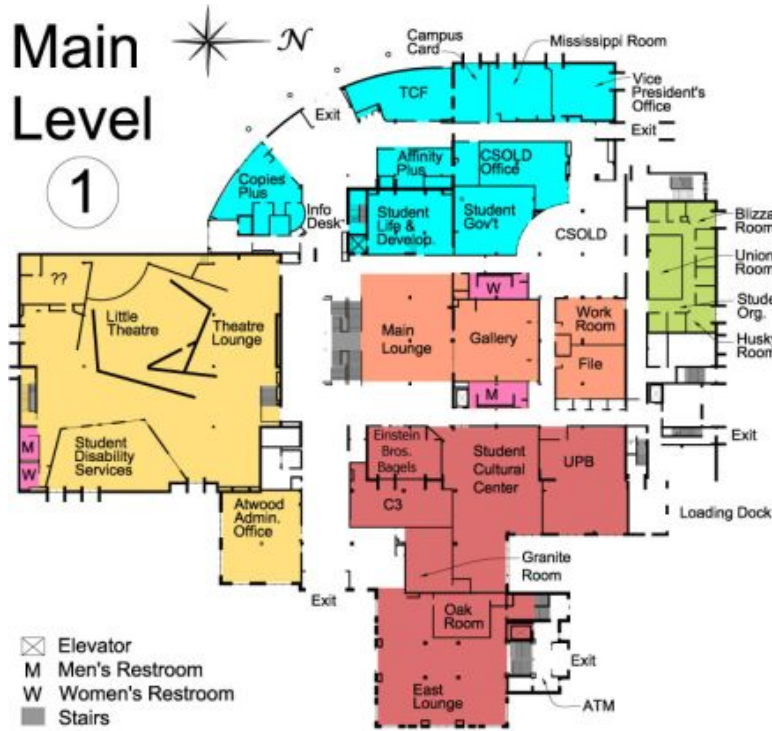 Main
Level
1
N
Campus
Card
Mississippi Room
Vice
President's
Office
TCF
Exit
Exit
Copies
Plus
Info
Desk
Affinity
Plus
CSOLD
Office
Student
Life &
Develop.
Student
Gov't
CSOLD
Blizza
Room
Union
Room
Stude
Org.
Husky
Room
??
Little
Theatre
Theatre
Lounge
Main
Lounge
W
Gallery
M
Work
Room
File
Student
Disability
Services
M
W
Atwood
Admin.
Office
Einstein
Bros.
Bagels
C3
Student
Cultural
Center
UPB
Exit
Loading Dock
Granite
Room
Exit
Oak
Room
East
Lounge
Exit
ATM
Elevator
M Men's Restroom
W Women's Restroom
Stairs